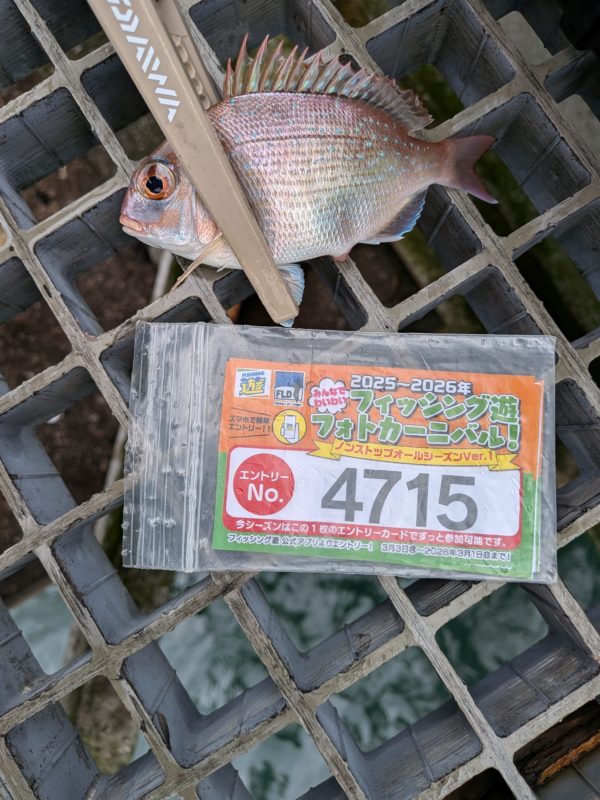 DAIWA
FISHING
遊
FLD
2025～2026年
みんなで
わいわい
フィッシング遊
スマホで簡単
エントリー!!
フォトカーニバル!
ノンストップオールシーズンVer.1
エントリー
No.
4715
今シーズンはこの1枚のエントリーカードでずっと参加可能です。
フィッシング遊 公式アプリよりエントリー! 3月3日㊊～2026年3月1日㊐まで!